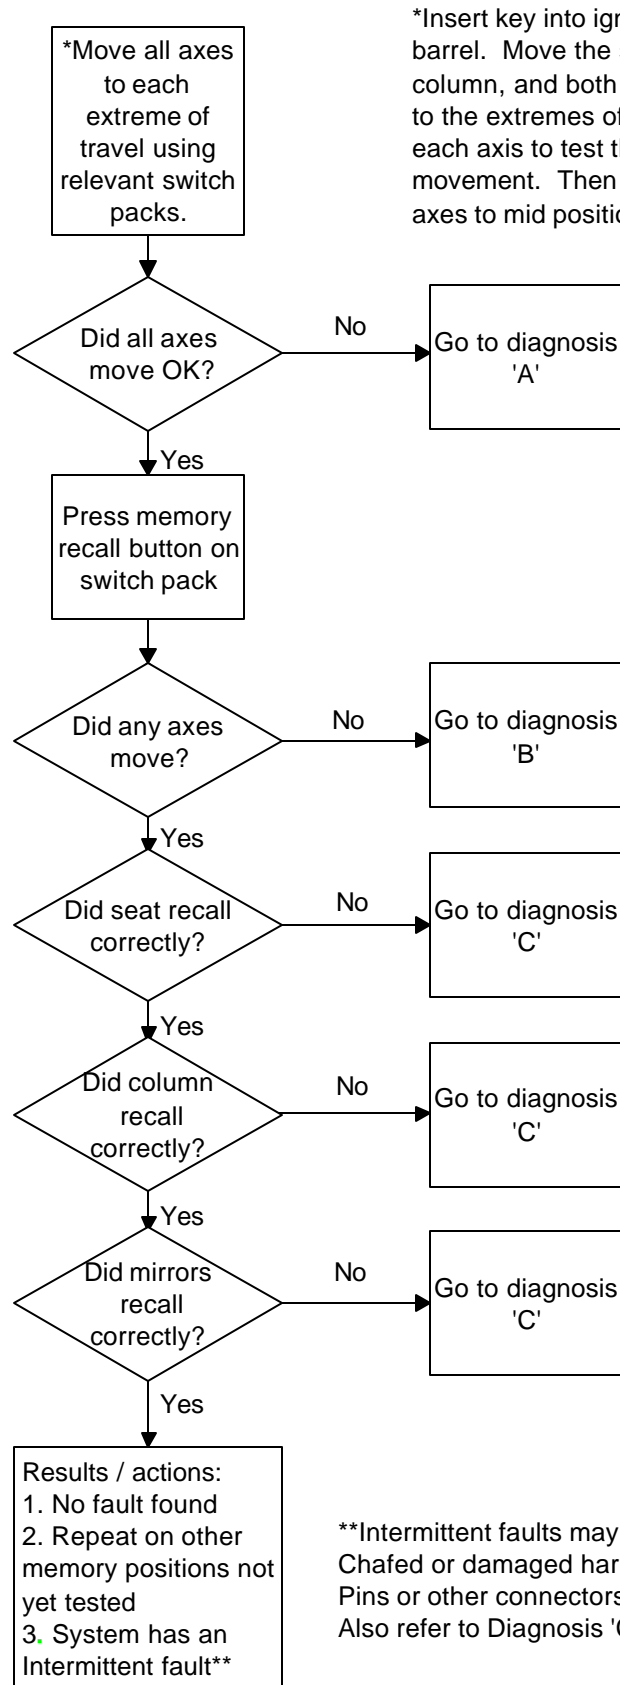 *Move all axes
to each
extreme of
travel using
relevant switch
packs.
*Insert key into
barrel. Move the
column, and both
to the extremes
each axis to test
movement. Then
axes to mid
Did all axes
move OK?
No
Go to diagnosis
'A'
Yes
Press memory
recall button on
switch pack
Did any axes
move?
No
Go to diagnosis
'B'
Yes
Did seat recall
correctly?
No
Go to diagnosis
'C'
Yes
Did column
recall
correctly?
No
Go to diagnosis
'C'
Yes
Did mirrors
recall
correctly?
No
Go to diagnosis
'C'
Yes
Results / actions:
1. No fault found
2. Repeat on other
memory positions not
yet tested
3. System has an
Intermittent fault**
**Intermittent faults may
Chafed or damaged
Pins or other connectors
Also refer to Diagnosis